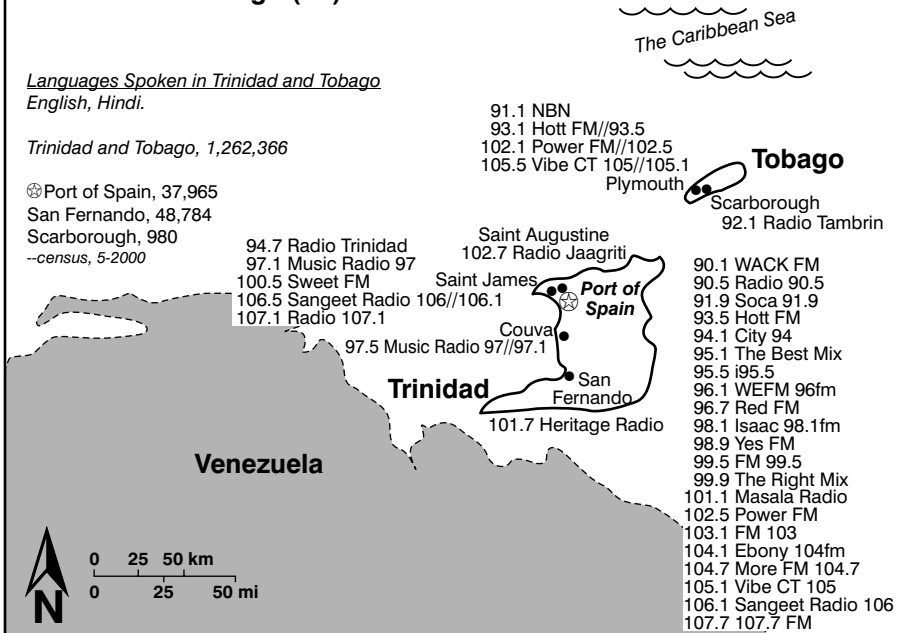 The Caribbean Sea
Languages Spoken in Trinidad and Tobago
English, Hindi.
Trinidad and Tobago, 1,262,366
Port of Spain, 37,965
San Fernando, 48,784
Scarborough, 980
--census, 5-2000
91.1 NBN
93.1 Hott FM//93.5
102.1 Power FM//102.5
105.5 Vibe CT 105//105.1
Plymouth
Tobago
Scarborough
92.1 Radio Tambrin
Saint Augustine
102.7 Radio Jaagriti
94.7 Radio Trinidad
97.1 Music Radio 97
100.5 Sweet FM
106.5 Sangeet Radio 106//106.1
107.1 Radio 107.1
Saint James
Port of
Spain
Couva
97.5 Music Radio 97//97.1
Trinidad
San
Fernando
101.7 Heritage Radio
90.1 WACK FM
90.5 Radio 90.5
91.9 Soca 91.9
93.5 Hott FM
94.1 City 94
95.1 The Best Mix
95.5 i95.5
96.1 WEFM 96fm
96.7 Red FM
98.1 Isaac 98.1fm
98.9 Yes FM
99.5 FM 99.5
99.9 The Right Mix
101.1 Masala Radio
102.5 Power FM
103.1 FM 103
104.1 Ebony 104fm
104.7 More FM 104.7
105.1 Vibe CT 105
106.1 Sangeet Radio 106
107.7 107.7 FM
Venezuela
N
0 25 50 km
0 25 50 mi